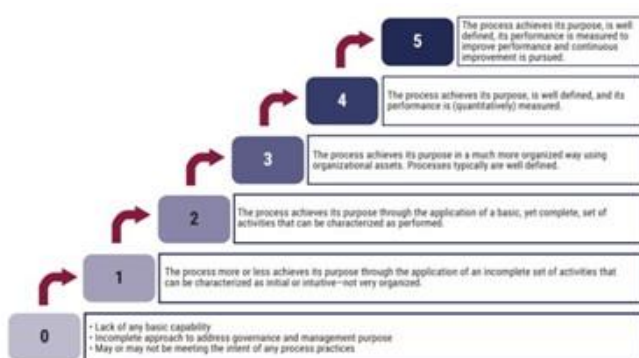 5
The process achieves its purpose, is well
defined, its performance is measured to
improve performance and continuous
improvement is pursued.
4
The process achieves its purpose, is well defined, and its
performance is (quantitatively) measured.
3
The process achieves its purpose in a much more organized way using
organizational assets. Processes typically are well defined.
2
The process achieves its purpose through the application of a basic, yet complete, set of
activities that can be characterized as performed.
1
The process more or less achieves its purpose through the application of an incomplete set of activities that
can be characterized as initial or intuitive—not very organized.
0
• Lack of any basic capability
• Incomplete approach to address governance and management purpose
• May or may not be meeting the intent of any process practices